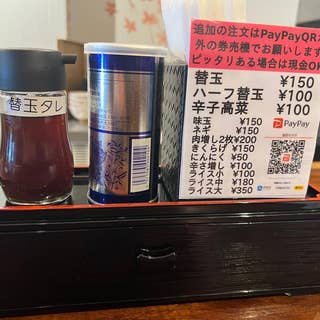 替玉タレ
追加の注文はPayPayQRか
外の券売機でお願いします
ピッタリある場合は現金OK
替玉 ¥150
ハーフ替玉 ¥100
辛子高菜 ¥100
味玉 ¥150
ネギ ¥150
肉増し2枚¥200
きくらげ ¥150
にんにく ¥50
辛さ増し ¥100
ライス小 ¥100
ライス中 ¥180
ライス大 ¥350
PayPay